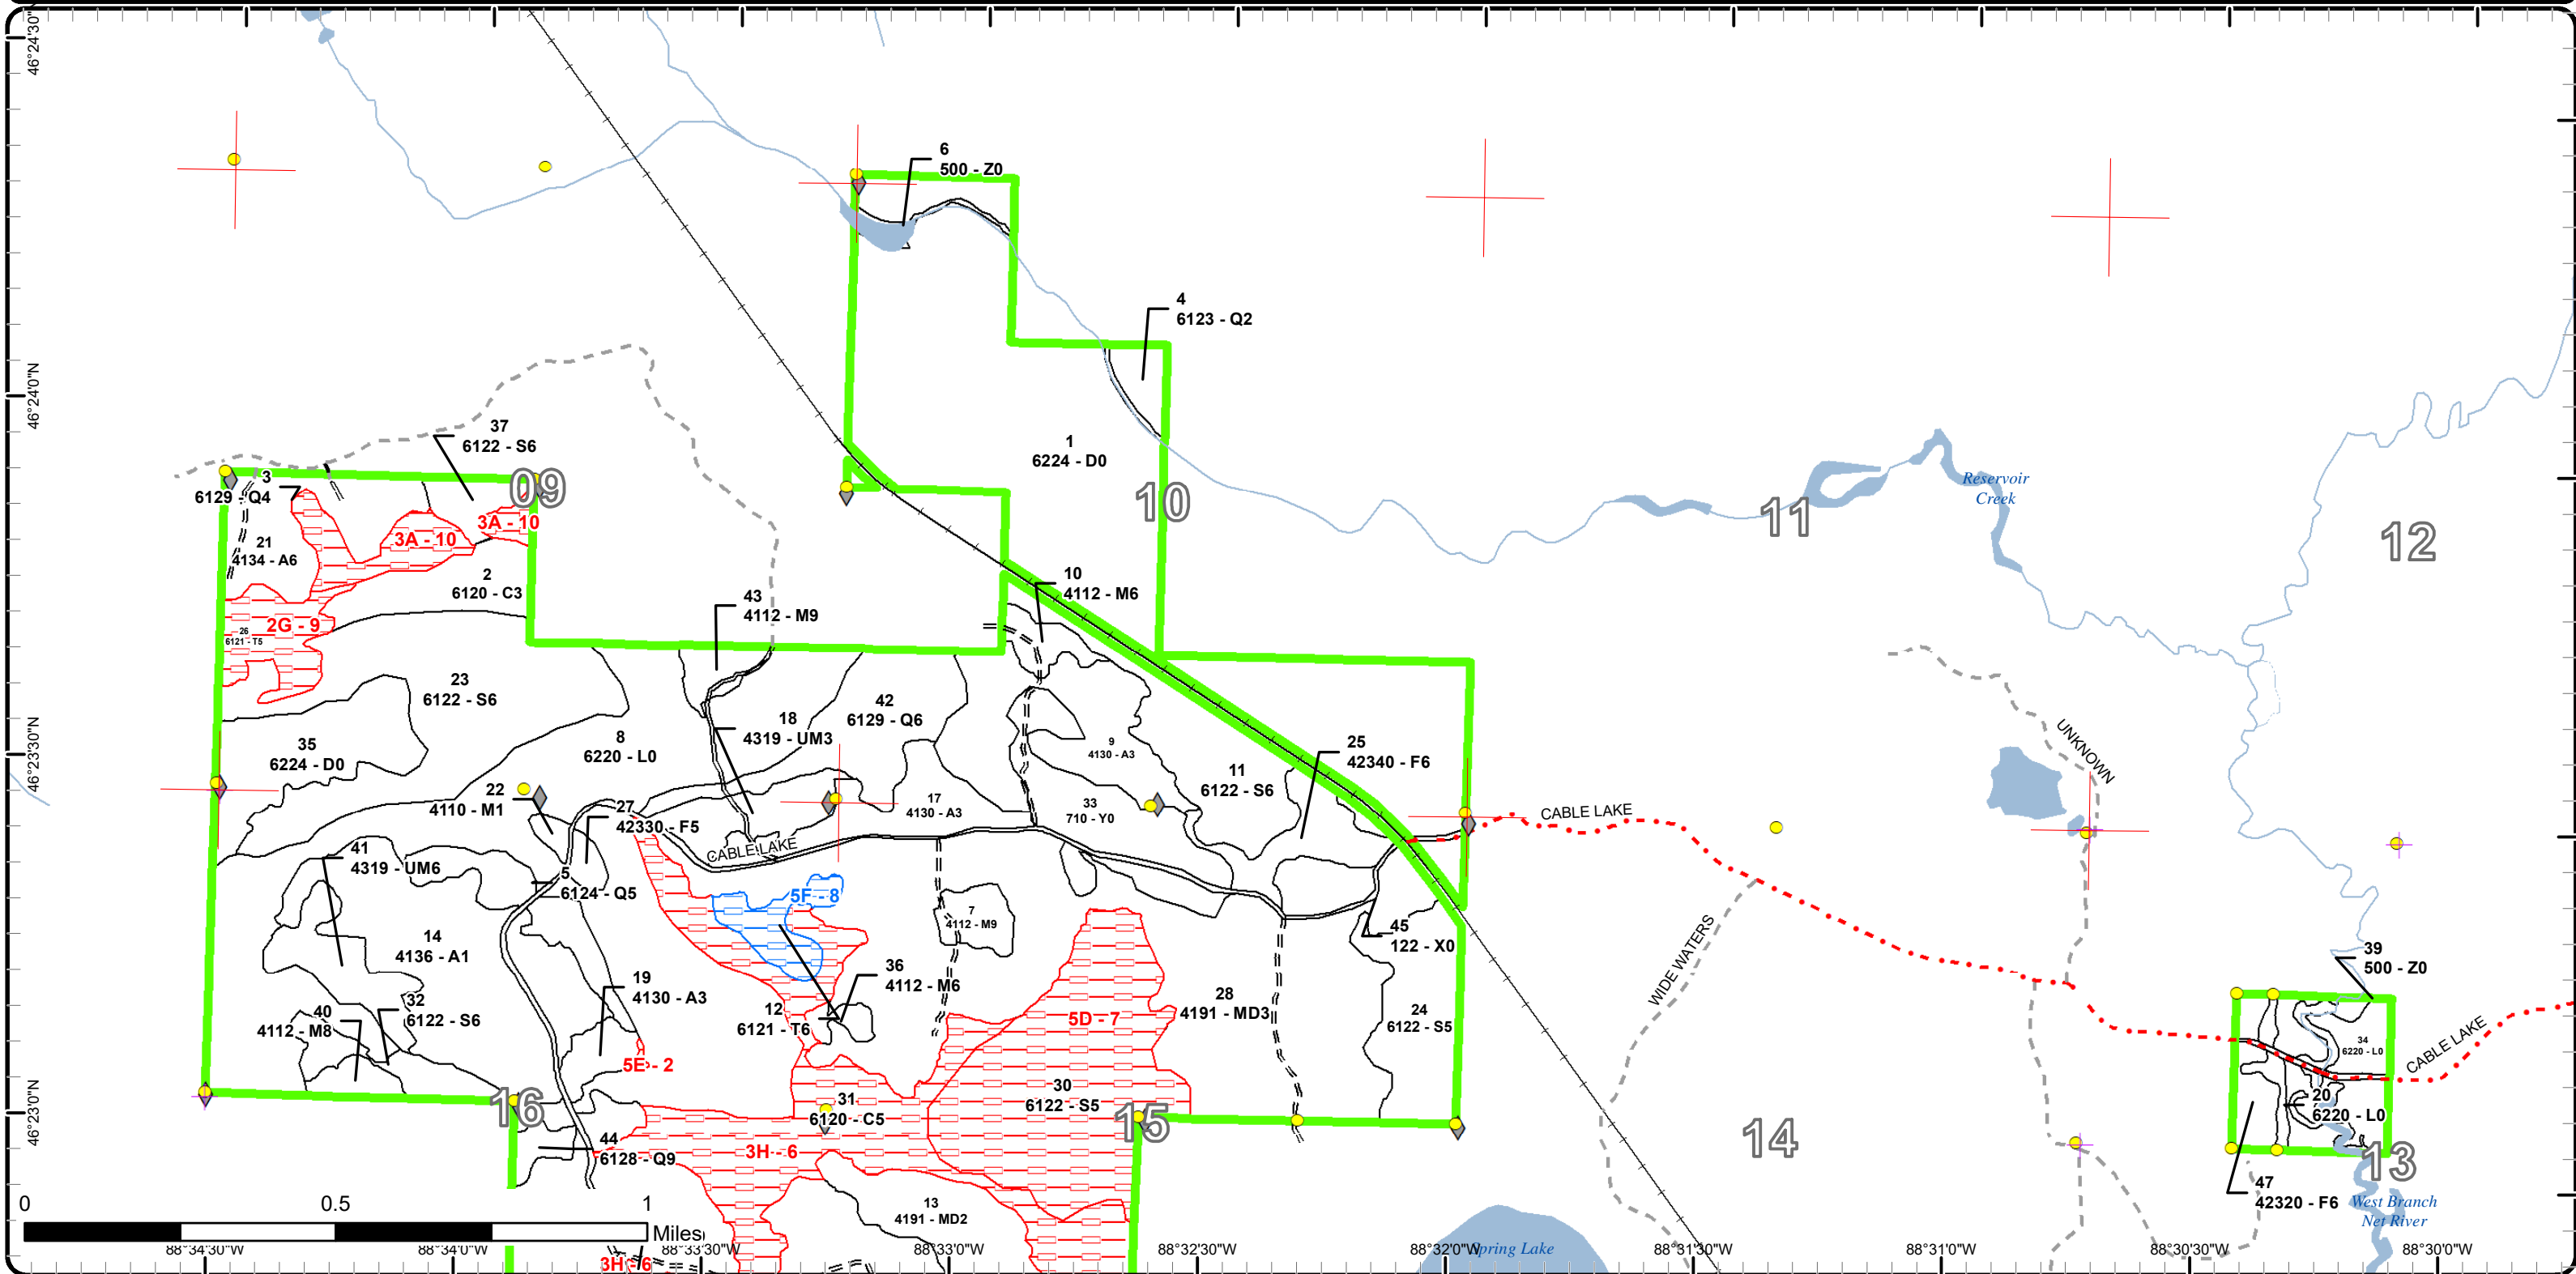 46°24'30"N
46°24'0"N
46°23'30"N
46°23'0"N
6
500 - Z0
4
6123 - Q2
37
6122 - S6
09
3
6129 - Q4
3A - 10
3A - 10
21
4134 - A6
2
6120 - C3
1
6224 - D0
10
11
12
Reservoir
Creek
10
4112 - M6
43
4112 - M9
2G - 9
26
6121 - T5
23
6122 - S6
42
6129 - Q6
18
4319 - UM3
35
6224 - D0
8
6220 - L0
9
4130 - A3
25
42340 - F6
11
6122 - S6
UNKNOWN
22
4110 - M1
27
42330 - F5
17
4130 - A3
33
710 - Y0
CABLE LAKE
CABLE LAKE
41
4319 - UM6
5
6124 - Q5
5F - 8
7
4112 - M9
14
4136 - A1
45
122 - X0
39
500 - Z0
WIDE WATERS
36
4112 - M6
19
4130 - A3
32
6122 - S6
40
4112 - M8
12
6121 - T6
5D - 7
28
4191 - MD3
24
6122 - S5
34
6220 - L0
CABLE LAKE
5E - 2
30
6122 - S5
31
6120 - C5
20
6220 - L0
16
15
14
13
44
6128 - Q9
3H - 6
13
4191 - MD2
47
42320 - F6
West Branch
Net River
0 0.5 1
Miles
Spring Lake
3H - 6
88°34'30"W
88°34'0"W
88°33'30"W
88°33'0"W
88°32'30"W
88°32'0"W
88°31'30"W
88°31'0"W
88°30'30"W
88°30'0"W